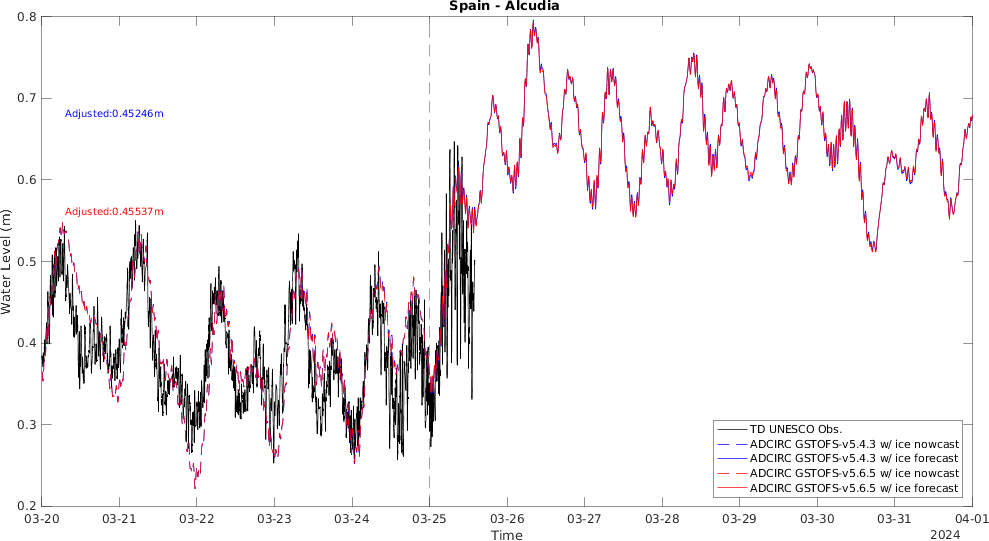 Spain - Alcudia
0.8
0.7
0.6
0.5
0.4
0.3
0.2
Water Level (m)
Adjusted:0.45246m
Adjusted:0.45537m
TD UNESCO Obs.
ADCIRC GSTOFS-v5.4.3 w/ ice nowcast
ADCIRC GSTOFS-v5.4.3 w/ ice forecast
ADCIRC GSTOFS-v5.6.5 w/ ice nowcast
ADCIRC GSTOFS-v5.6.5 w/ ice forecast
03-20 03-21 03-22 03-23 03-24 03-25 03-26 03-27 03-28 03-29 03-30 03-31 04-01
Time
2024